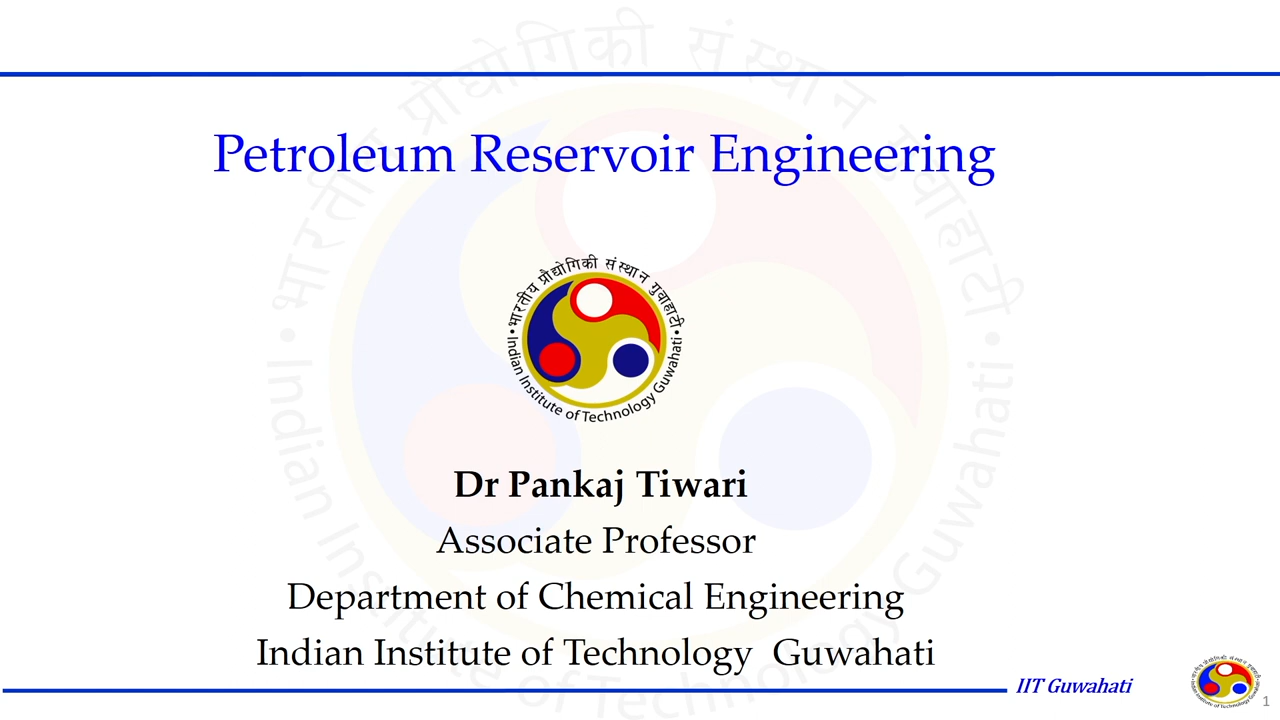 Petroleum Reservoir Engineering
भारतीय प्रौद्योगिकी संस्थान गुवाहाटी
Indian Institute of Technology Guwahati
Dr Pankaj Tiwari
Associate Professor
Department of Chemical Engineering
Indian Institute of Technology Guwahati
IIT Guwahati
1